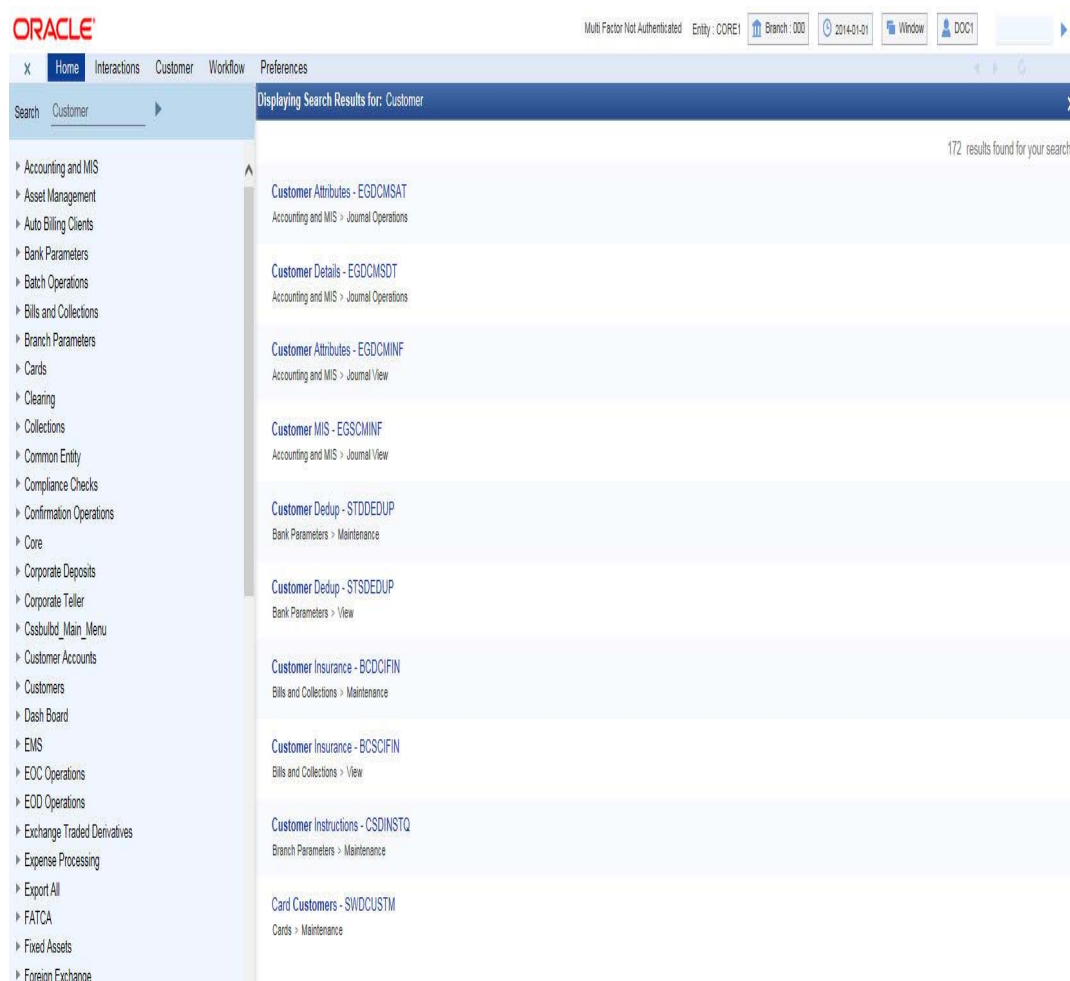 ORACLE
Multi Factor Not Authenticated Entity : CORE1 Branch : 000 2014-01-01 Window DOC1
X Home Interactions Customer Workflow Preferences
Search Customer
Displaying Search Results for: Customer
172 results found for your search
Accounting and MIS
Asset Management
Auto Billing Clients
Bank Parameters
Batch Operations
Bills and Collections
Branch Parameters
Cards
Clearing
Collections
Common Entity
Compliance Checks
Confirmation Operations
Core
Corporate Deposits
Corporate Teller
Cssbulbd_Main_Menu
Customer Accounts
Customers
Dash Board
EMS
EOC Operations
EOD Operations
Exchange Traded Derivatives
Expense Processing
Export All
FATCA
Fixed Assets
Foreign Exchange
Customer Attributes - EGDCMSAT
Accounting and MIS > Journal Operations
Customer Details - EGDCMSDT
Accounting and MIS > Journal Operations
Customer Attributes - EGDCMINF
Accounting and MIS > Journal View
Customer MIS - EGSCMINF
Accounting and MIS > Journal View
Customer Dedup - STDDEDUP
Bank Parameters > Maintenance
Customer Dedup - STSDEDUP
Bank Parameters > View
Customer Insurance - BCDCIFIN
Bills and Collections > Maintenance
Customer Insurance - BCSCIFIN
Bills and Collections > View
Customer Instructions - CSDINSTQ
Branch Parameters > Maintenance
Card Customers - SWDCUSTM
Cards > Maintenance